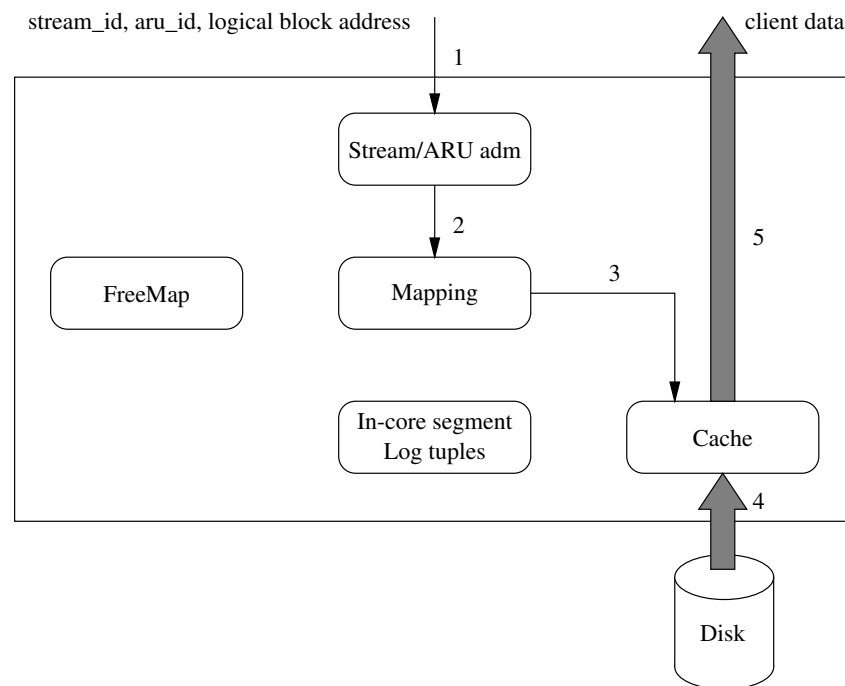 stream_id, aru_id, logical block address
client data
1
Stream/ARU adm
2
5
FreeMap
Mapping
3
In-core segment
Log tuples
Cache
4
Disk